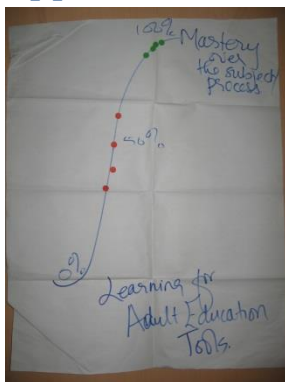 100%
Mastery
over
the subject
process
50%
0%
Learning for
Adult Education
Tools.